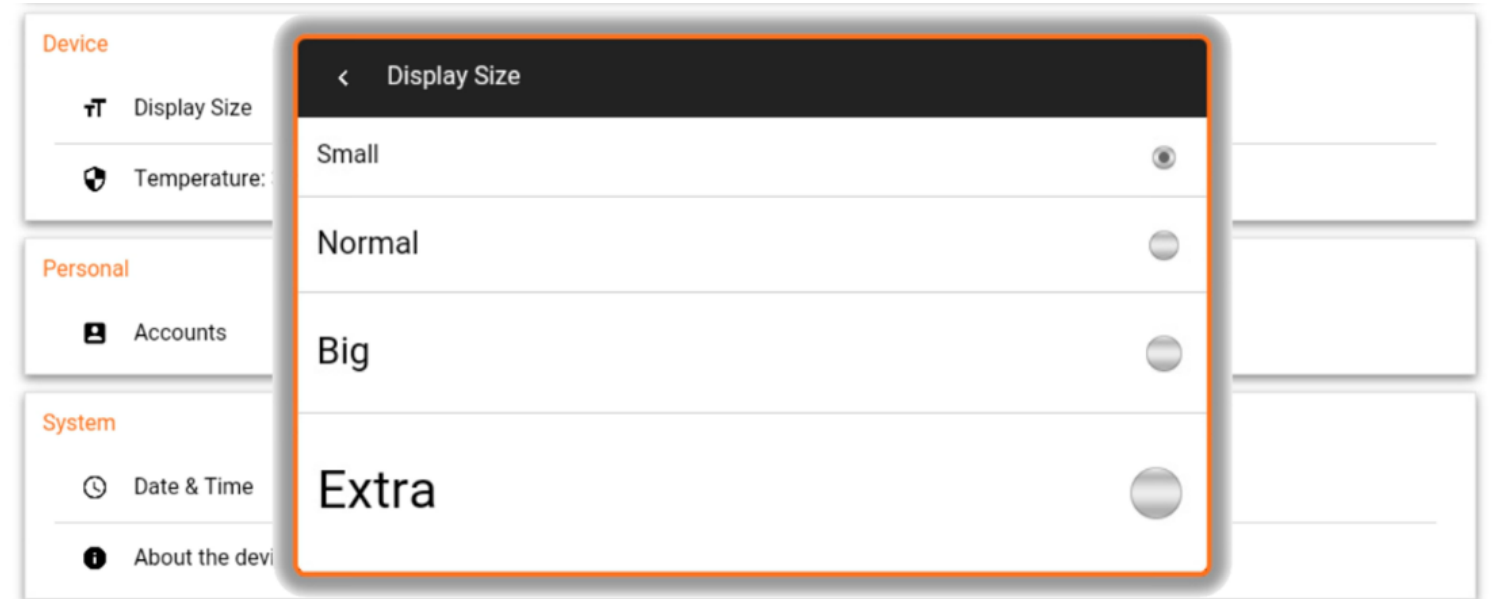 Device
Display Size
Temperature:
Personal
Accounts
System
Date & Time
About the devi
Display Size
Small
Normal
Big
Extra